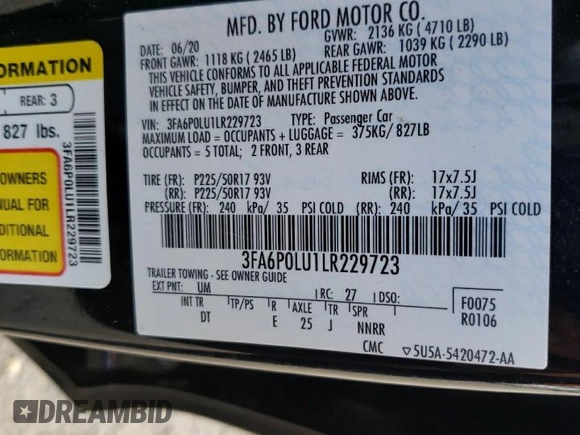 MFD. BY FORD MOTOR CO.
DATE: 06/20 GVWR: 2136 KG ( 4710 LB)
FRONT GAWR: 1118 KG ( 2465 LB) REAR GAWR: 1039 KG ( 2290 LB)
THIS VEHICLE CONFORMS TO ALL APPLICABLE FEDERAL MOTOR
VEHICLE SAFETY, BUMPER, AND THEFT PREVENTION STANDARDS
IN EFFECT ON THE DATE OF MANUFACTURE SHOWN ABOVE.
VIN: 3FA6P0LU1LR229723 TYPE: Passenger Car
MAXIMUM LOAD = OCCUPANTS + LUGGAGE = 375KG/ 827LB
OCCUPANTS = 5 TOTAL; 2 FRONT, 3 REAR
TIRE (FR): P225/50R17 93V RIMS (FR): 17x7.5J
(RR): P225/50R17 93V (RR): 17x7.5J
PRESSURE (FR): 240 kPa/ 35 PSI COLD (RR): 240 kPa/ 35 PSI COLD
3FA6P0LU1LR229723
TRAILER TOWING - SEE OWNER GUIDE
EXT PNT: UM RC: 27 DSO:
INT TR TP/PS R AXLE TR SPR
DT E 25 J NNRR
F0075
R0106
CMC ▽5U5A-5420472-AA
FORMATION
REAR: 3
827 lbs.
OWNERS
NUAL FOR
DITIONAL
FORMATION
3FA6P0LU1LR229723
DREAMBID